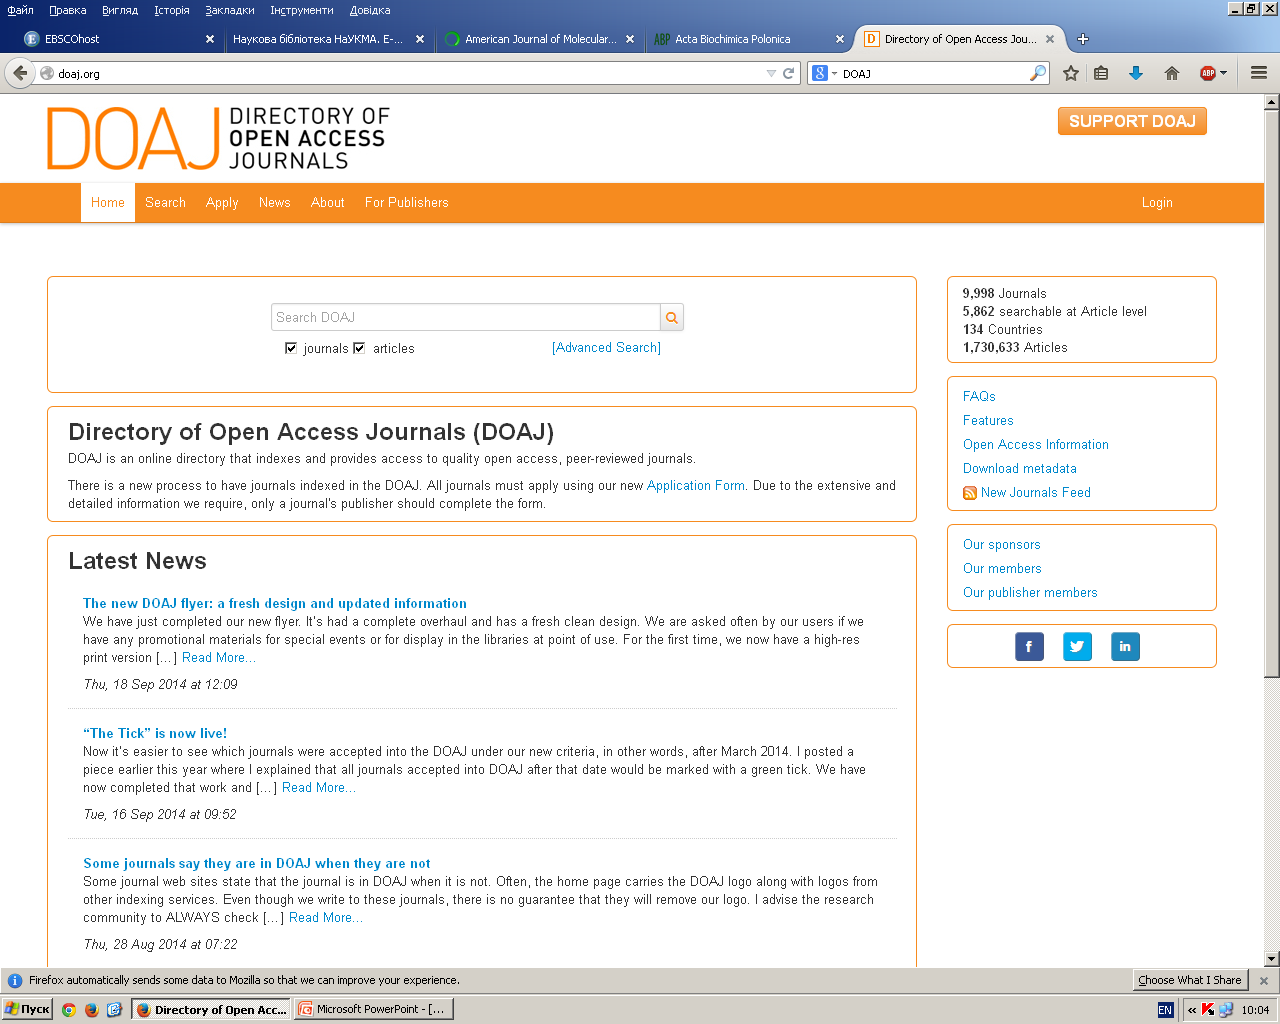 Файл Правка Вигляд Історія Закладки Інструменти Довідка
EBSCOhost
Наукова бібліотека НаУКМА. E-...
American Journal of Molecular...
ABP Acta Biochimica Polonica
Directory of Open Access Jou...
doaj.org
DOAJ
ABP
DOAJ DIRECTORY OF
OPEN ACCESS
JOURNALS
SUPPORT DOAJ
Home Search Apply News About For Publishers Login
Search DOAJ
journals articles [Advanced Search]
Directory of Open Access Journals (DOAJ)
DOAJ is an online directory that indexes and provides access to quality open access, peer-reviewed journals.
There is a new process to have journals indexed in the DOAJ. All journals must apply using our new Application Form. Due to the extensive and
detailed information we require, only a journal's publisher should complete the form.
Latest News
The new DOAJ flyer: a fresh design and updated information
We have just completed our new flyer. It's had a complete overhaul and has a fresh clean design. We are asked often by our users if we
have any promotional materials for special events or for display in the libraries at point of use. For the first time, we now have a high-res
print version [...] Read More...
Thu, 18 Sep 2014 at 12:09
“The Tick” is now live!
Now it's easier to see which journals were accepted into the DOAJ under our new criteria, in other words, after March 2014. I posted a
piece earlier this year where I explained that all journals accepted into DOAJ after that date would be marked with a green tick. We have
now completed that work and [...] Read More...
Tue, 16 Sep 2014 at 09:52
Some journals say they are in DOAJ when they are not
Some journal web sites state that the journal is in DOAJ when it is not. Often, the home page carries the DOAJ logo along with logos from
other indexing services. Even though we write to these journals, there is no guarantee that they will remove our logo. I advise the research
community to ALWAYS check [...] Read More...
Thu, 28 Aug 2014 at 07:22
9,998 Journals
5,862 searchable at Article level
134 Countries
1,730,633 Articles
FAQs
Features
Open Access Information
Download metadata
New Journals Feed
Our sponsors
Our members
Our publisher members
Firefox automatically sends some data to Mozilla so that we can improve your experience.
Choose What I Share
Пуск
Directory of Open Acc...
Microsoft PowerPoint - [...
EN
10:04